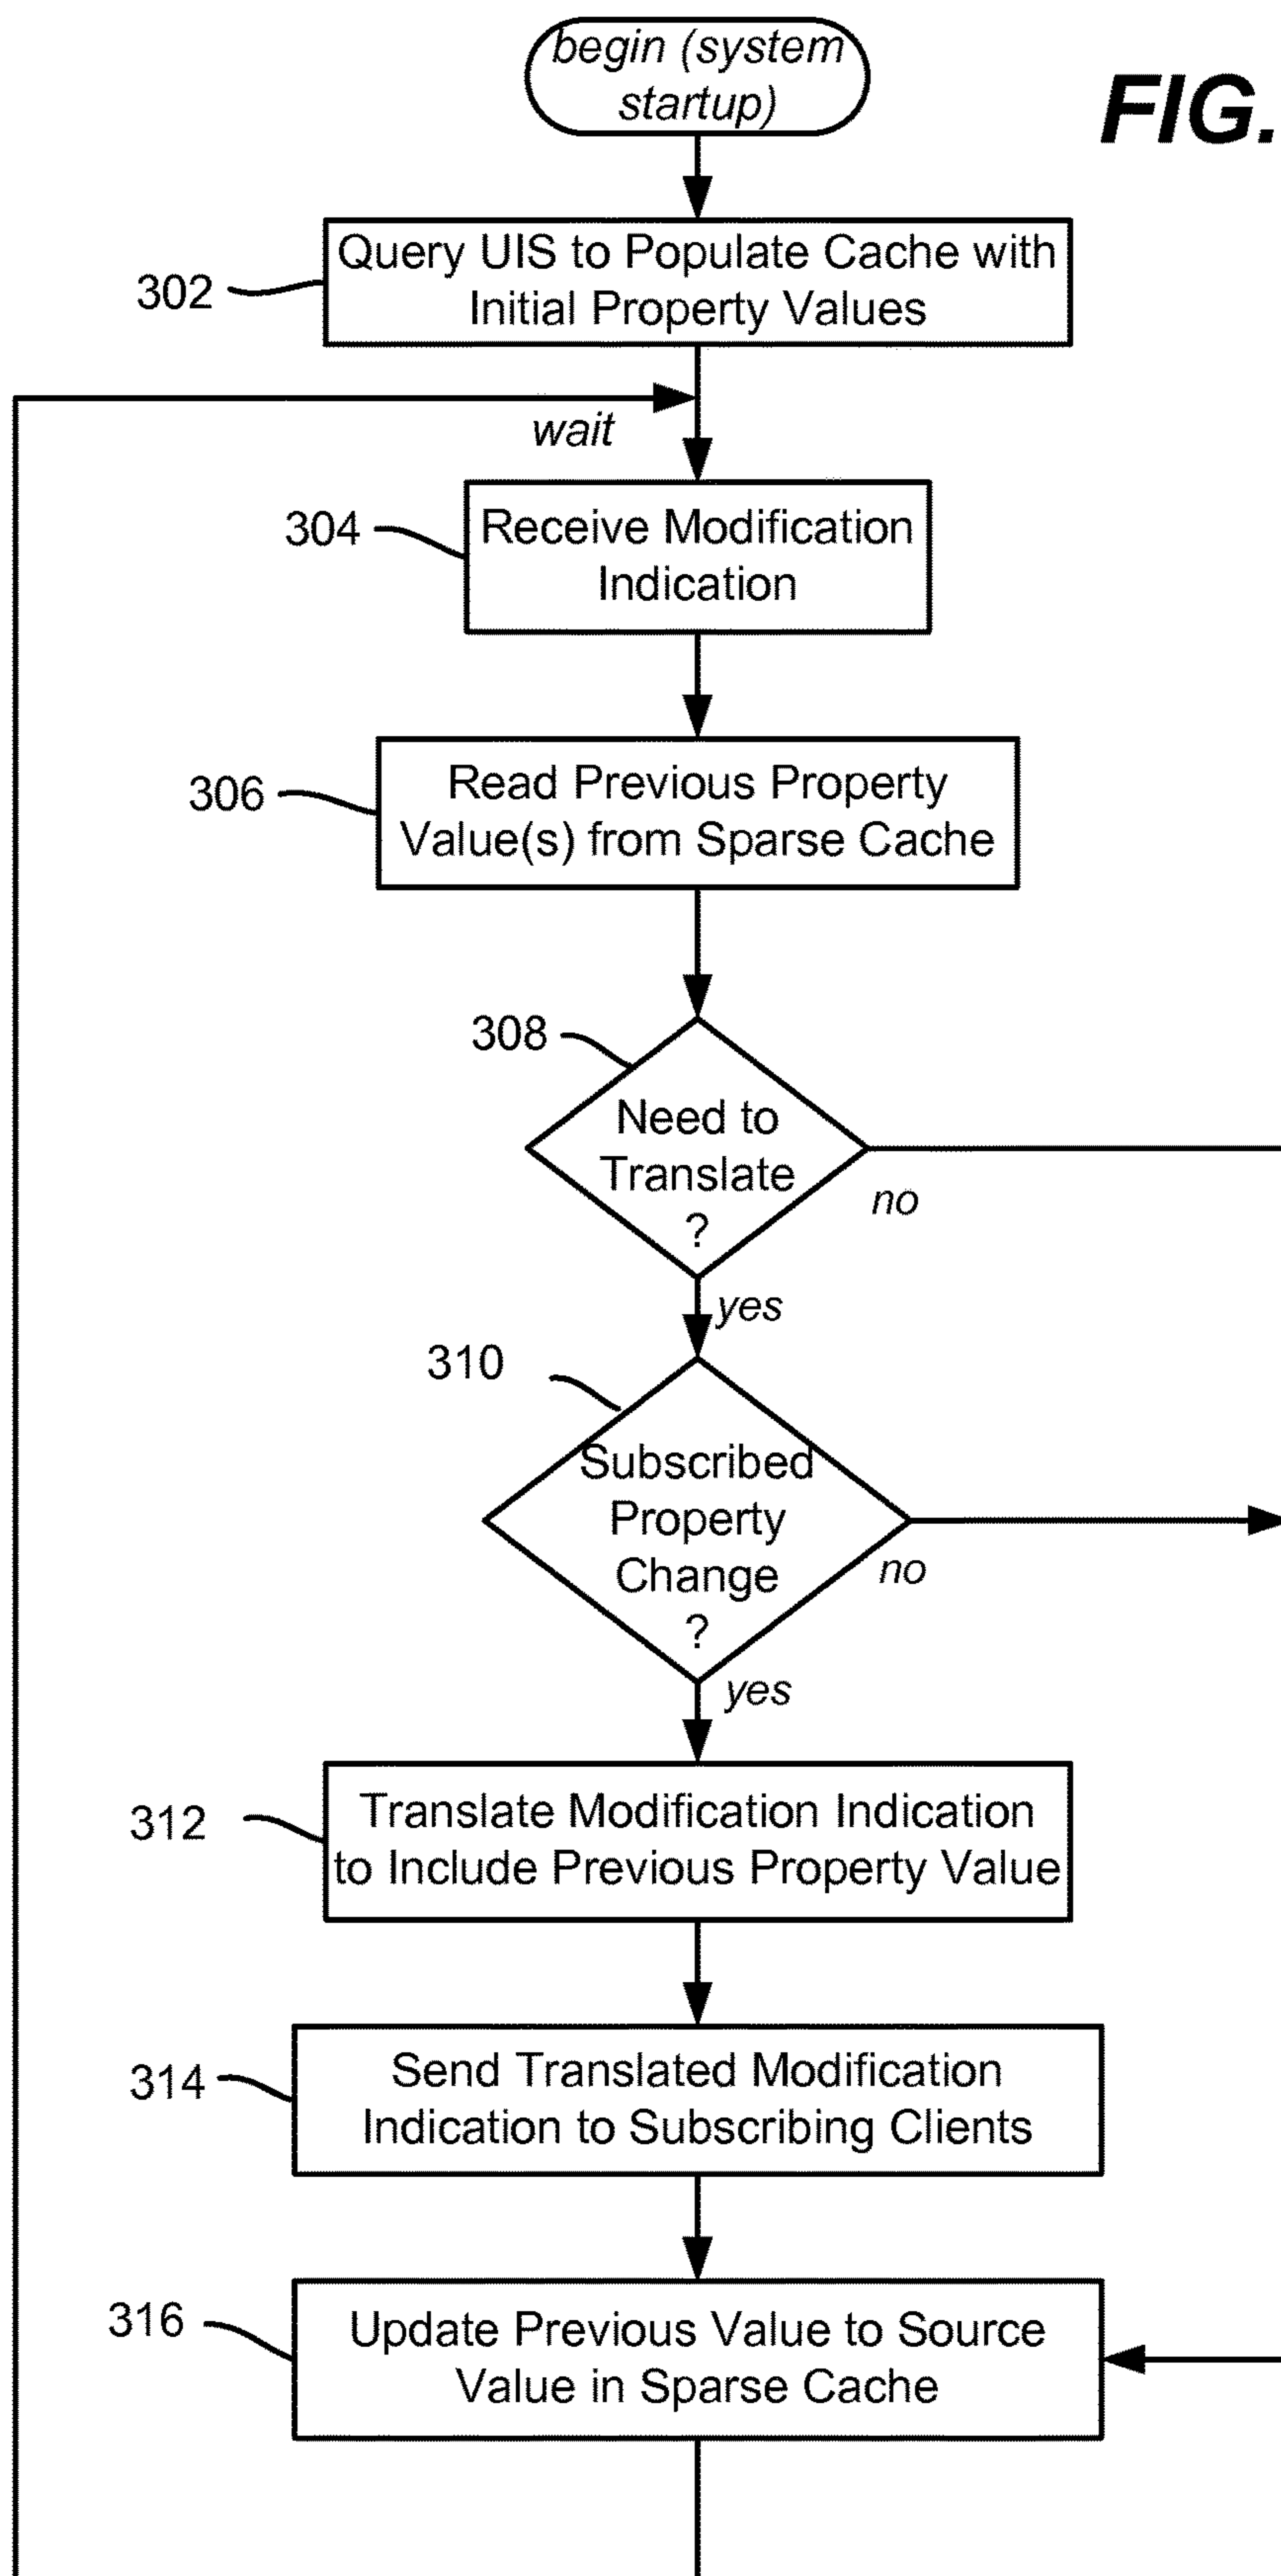 begin (system
startup)
FIG.
302
Query UIS to Populate Cache with
Initial Property Values
wait
304
Receive Modification
Indication
306
Read Previous Property
Value(s) from Sparse Cache
308
Need to
Translate
?
no
yes
310
Subscribed
Property
Change
?
no
yes
312
Translate Modification Indication
to Include Previous Property Value
314
Send Translated Modification
Indication to Subscribing Clients
316
Update Previous Value to Source
Value in Sparse Cache